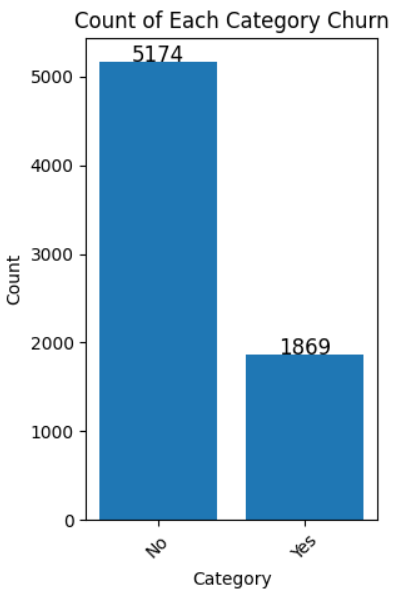 Count of Each Category Churn
5174
5000
4000
3000
Count
2000
1869
1000
0
No
Yes
Category